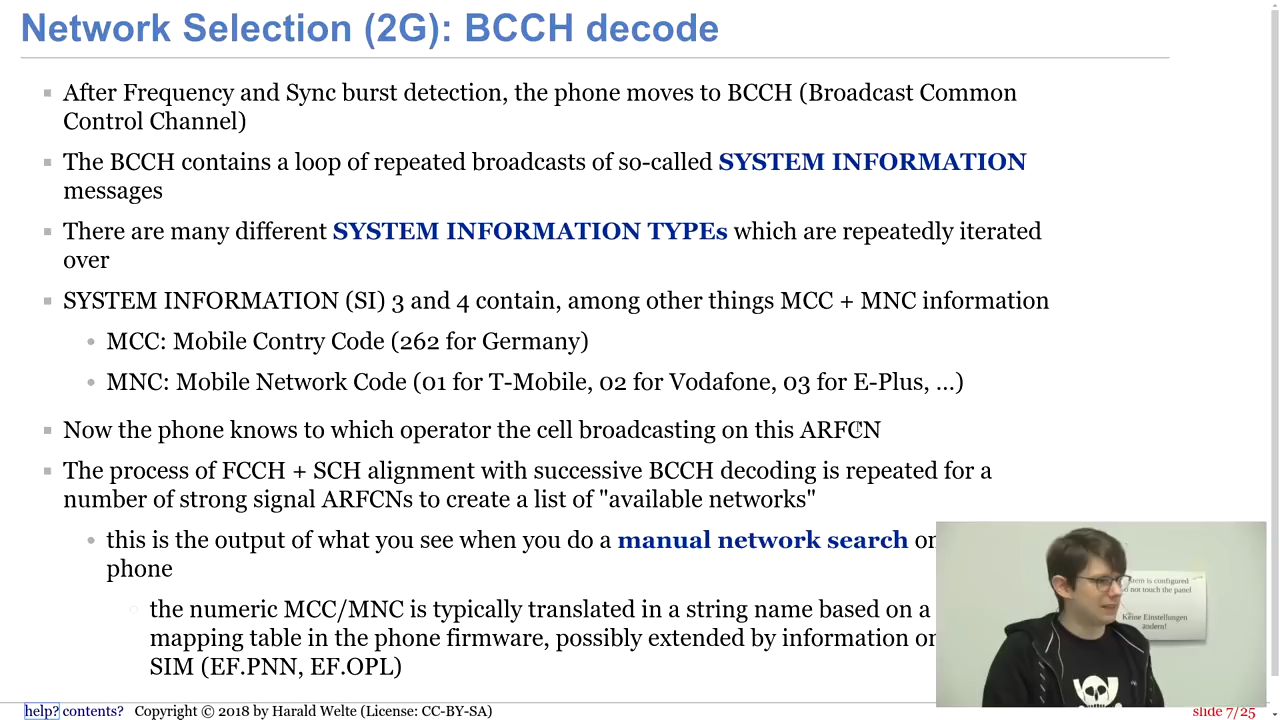 Network Selection (2G): BCCH decode
After Frequency and Sync burst detection, the phone moves to BCCH (Broadcast Common
Control Channel)
The BCCH contains a loop of repeated broadcasts of so-called SYSTEM INFORMATION
messages
There are many different SYSTEM INFORMATION TYPEs which are repeatedly iterated
over
SYSTEM INFORMATION (SI) 3 and 4 contain, among other things MCC + MNC information
MCC: Mobile Contry Code (262 for Germany)
MNC: Mobile Network Code (01 for T-Mobile, 02 for Vodafone, 03 for E-Plus, ...)
Now the phone knows to which operator the cell broadcasting on this ARFCN
The process of FCCH + SCH alignment with successive BCCH decoding is repeated for a
number of strong signal ARFCNs to create a list of "available networks"
this is the output of what you see when you do a manual network search
phone
the numeric MCC/MNC is typically translated in a string name based on a
mapping table in the phone firmware, possibly extended by information
SIM (EF.PNN, EF.OPL)
is configured
not touch the panel
Keine Einstellungen
ändern!
help? contents? Copyright © 2018 by Harald Welte (License: CC-BY-SA)
slide 7/25